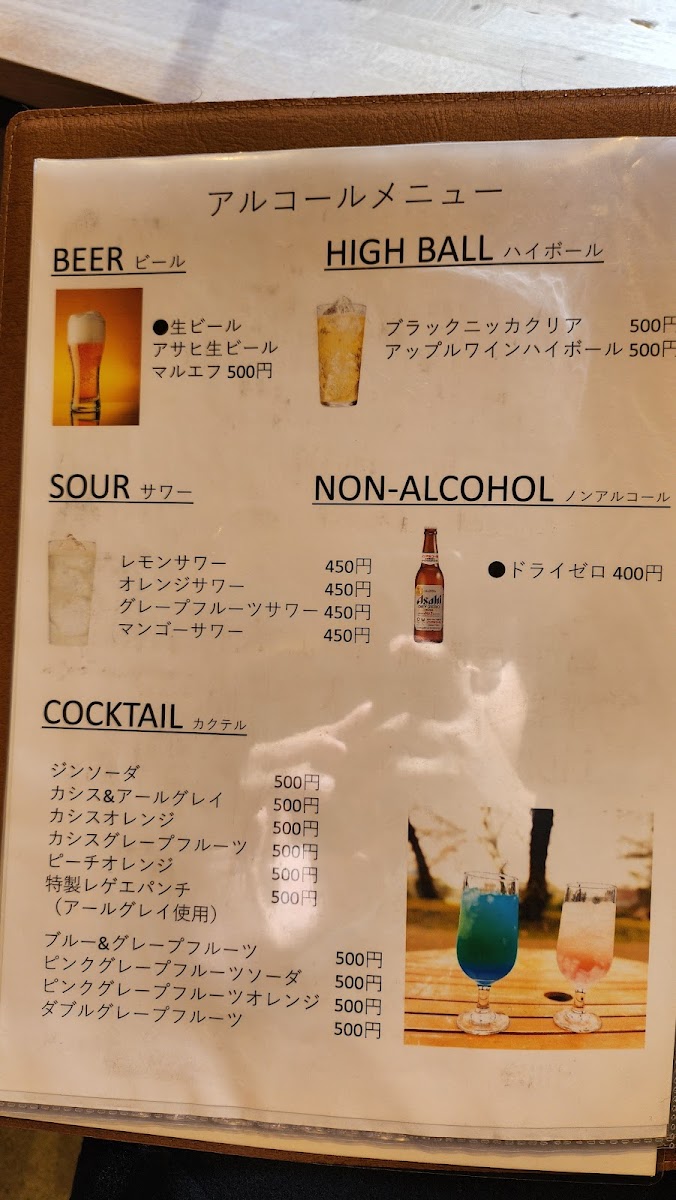 アルコールメニュー
BEER ビール
●生ビール
アサヒ生ビール
マルエフ 500円
HIGH BALL ハイボール
ブラックニッカクリア 500円
アップルワインハイボール 500円
SOUR サワー
レモンサワー 450円
オレンジサワー 450円
グレープフルーツサワー 450円
マンゴーサワー 450円
NON-ALCOHOL ノンアルコール
Asahi
●ドライゼロ 400円
COCKTAIL カクテル
ジンソーダ 500円
カシス&アールグレイ 500円
カシスオレンジ 500円
カシスグレープフルーツ 500円
ピーチオレンジ 500円
特製レゲエパンチ 500円
（アールグレイ使用）
ブルー&グレープフルーツ 500円
ピンクグレープフルーツソーダ 500円
ピンクグレープフルーツオレンジ 500円
ダブルグレープフルーツ 500円